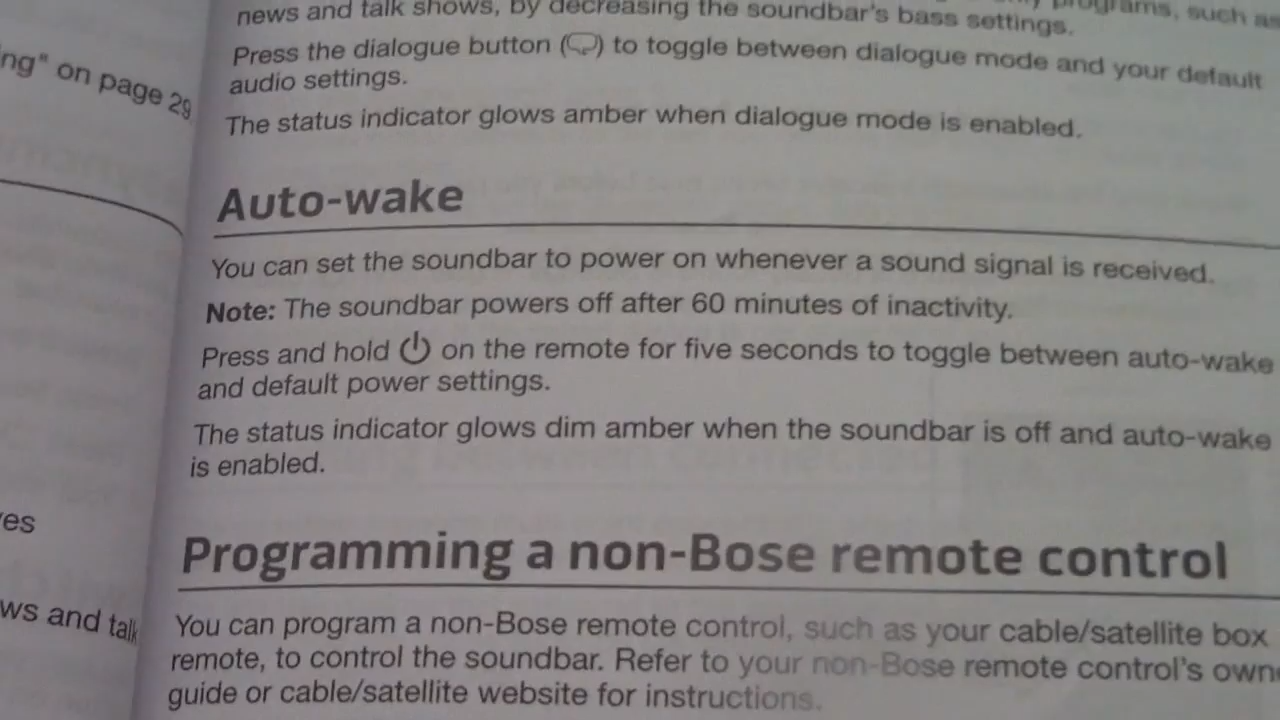 ng" on page 29
es
ws and talk
programs, such as
news and talk shows, by decreasing the soundbar's bass settings.
Press the dialogue button () to toggle between dialogue mode and your default
audio settings.
The status indicator glows amber when dialogue mode is enabled.
Auto-wake
You can set the soundbar to power on whenever a sound signal is received.
Note: The soundbar powers off after 60 minutes of inactivity.
Press and hold on the remote for five seconds to toggle between auto-wake
and default power settings.
The status indicator glows dim amber when the soundbar is off and auto-wake
is enabled.
Programming a non-Bose remote control
You can program a non-Bose remote control, such as your cable/satellite box
remote, to control the soundbar. Refer to your non-Bose remote control's own
guide or cable/satellite website for instructions.